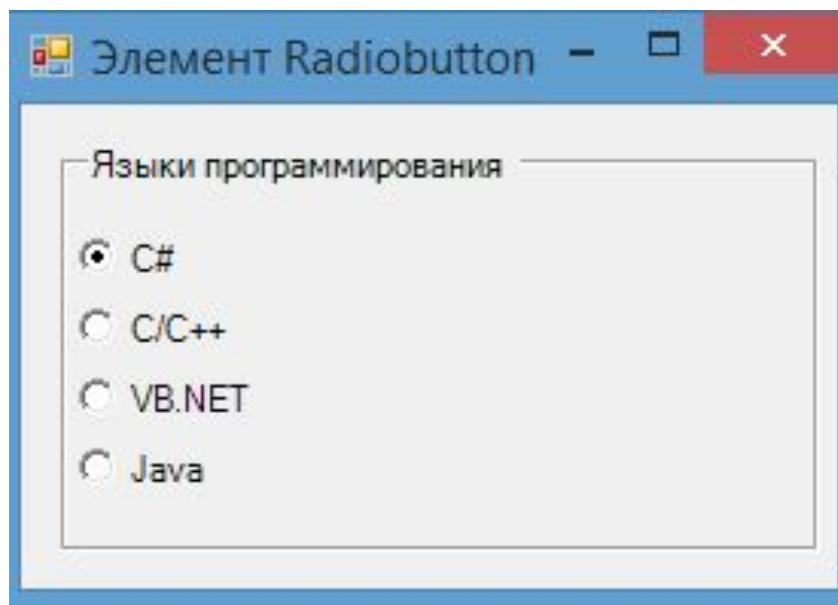 Элемент Radiobutton
Языки программирования
C#
C/C++
VB.NET
Java